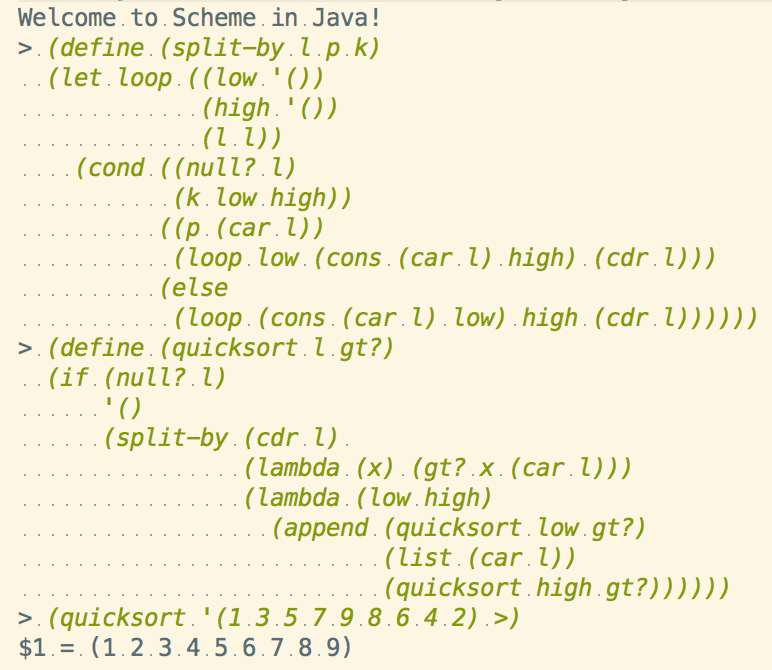 Welcome to Scheme in Java!
> (define (split-by l p k)
  (let loop ((low '())
             (high '())
             (l l))
    (cond ((null? l)
           (k low high))
          ((p (car l))
           (loop low (cons (car l) high) (cdr l)))
          (else
           (loop (cons (car l) low) high (cdr l))))))
> (define (quicksort l gt?)
  (if (null? l)
      '()
      (split-by (cdr l) 
                (lambda (x) (gt? x (car l)))
                (lambda (low high)
                  (append (quicksort low gt?)
                          (list (car l))
                          (quicksort high gt?))))))
> (quicksort '(1 3 5 7 9 8 6 4 2) >)
$1 = (1 2 3 4 5 6 7 8 9)